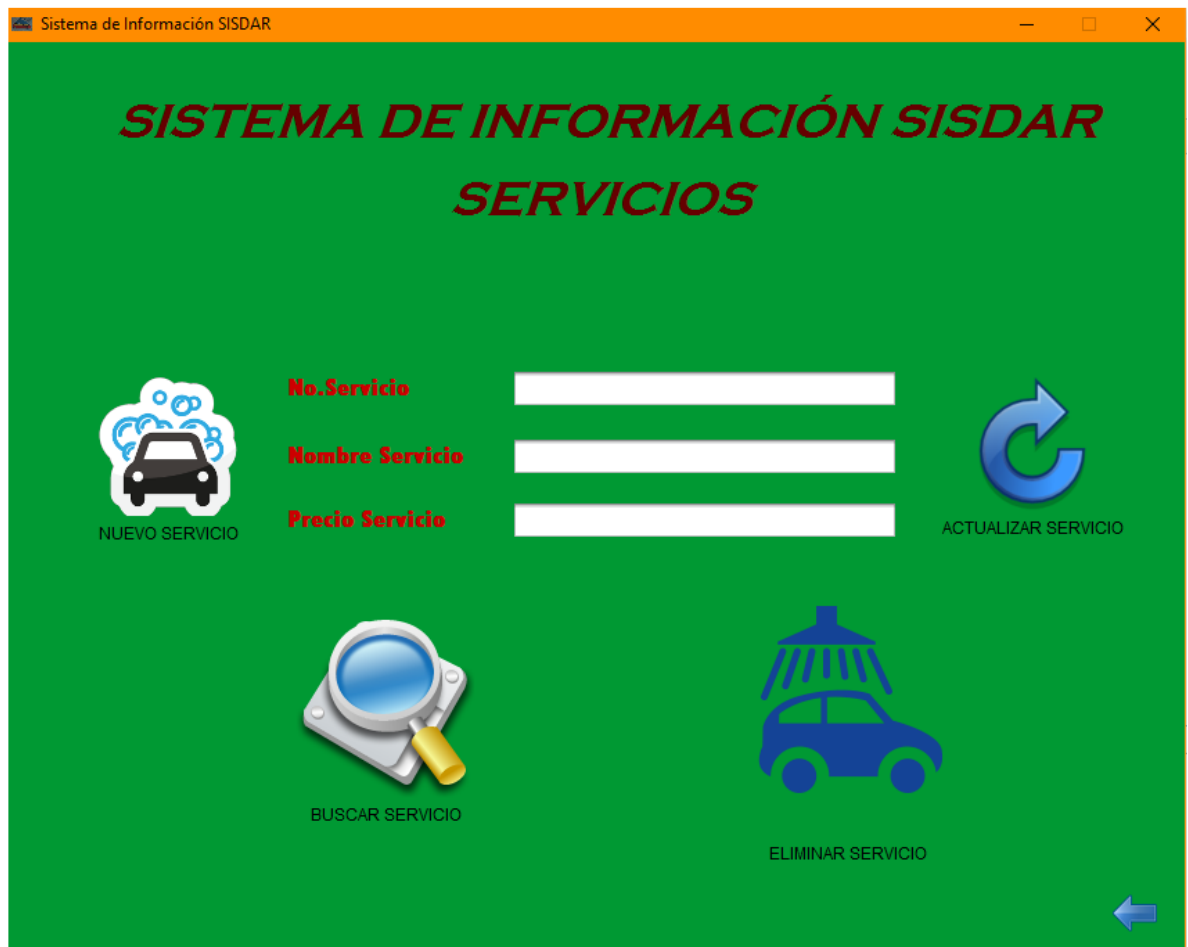 Sistema de Información SISDAR
SISTEMA DE INFORMACIÓN SISDAR
SERVICIOS
No.Servicio
Nombre Servicio
Precio Servicio
NUEVO SERVICIO
ACTUALIZAR SERVICIO
BUSCAR SERVICIO
ELIMINAR SERVICIO